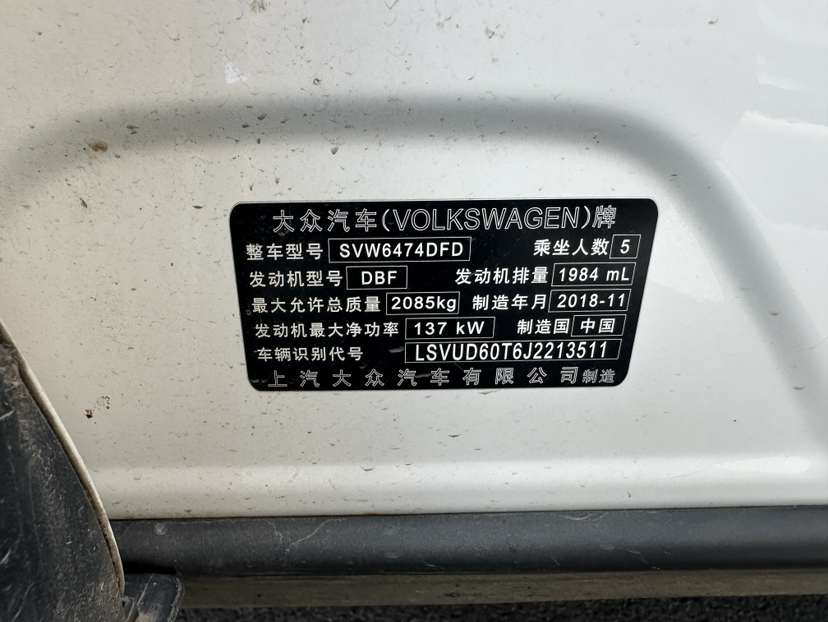 大众汽车(VOLKSWAGEN)牌
整车型号 SVW6474DFD 乘坐人数 5
发动机型号 DBF 发动机排量 1984 mL
最大允许总质量 2085kg 制造年月 2018-11
发动机最大净功率 137 kW 制造国 中国
车辆识别代号 LSVUD60T6J2213511
上汽大众汽车有限公司制造